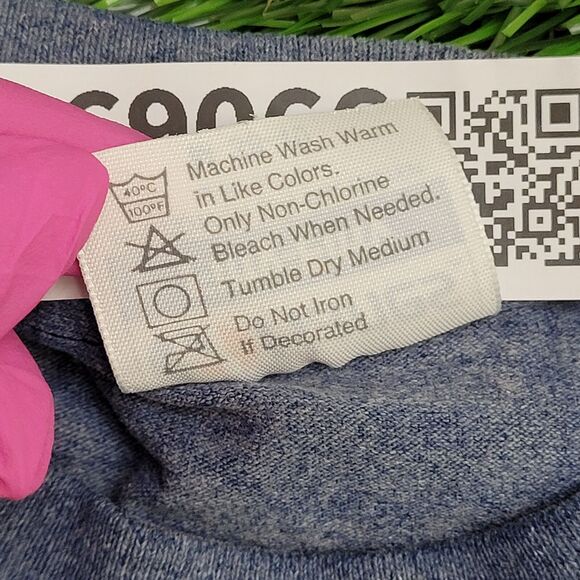 40°C
100°F
Machine Wash Warm
in Like Colors.
Only Non-Chlorine
Bleach When Needed.
Tumble Dry Medium
Do Not Iron
If Decorated